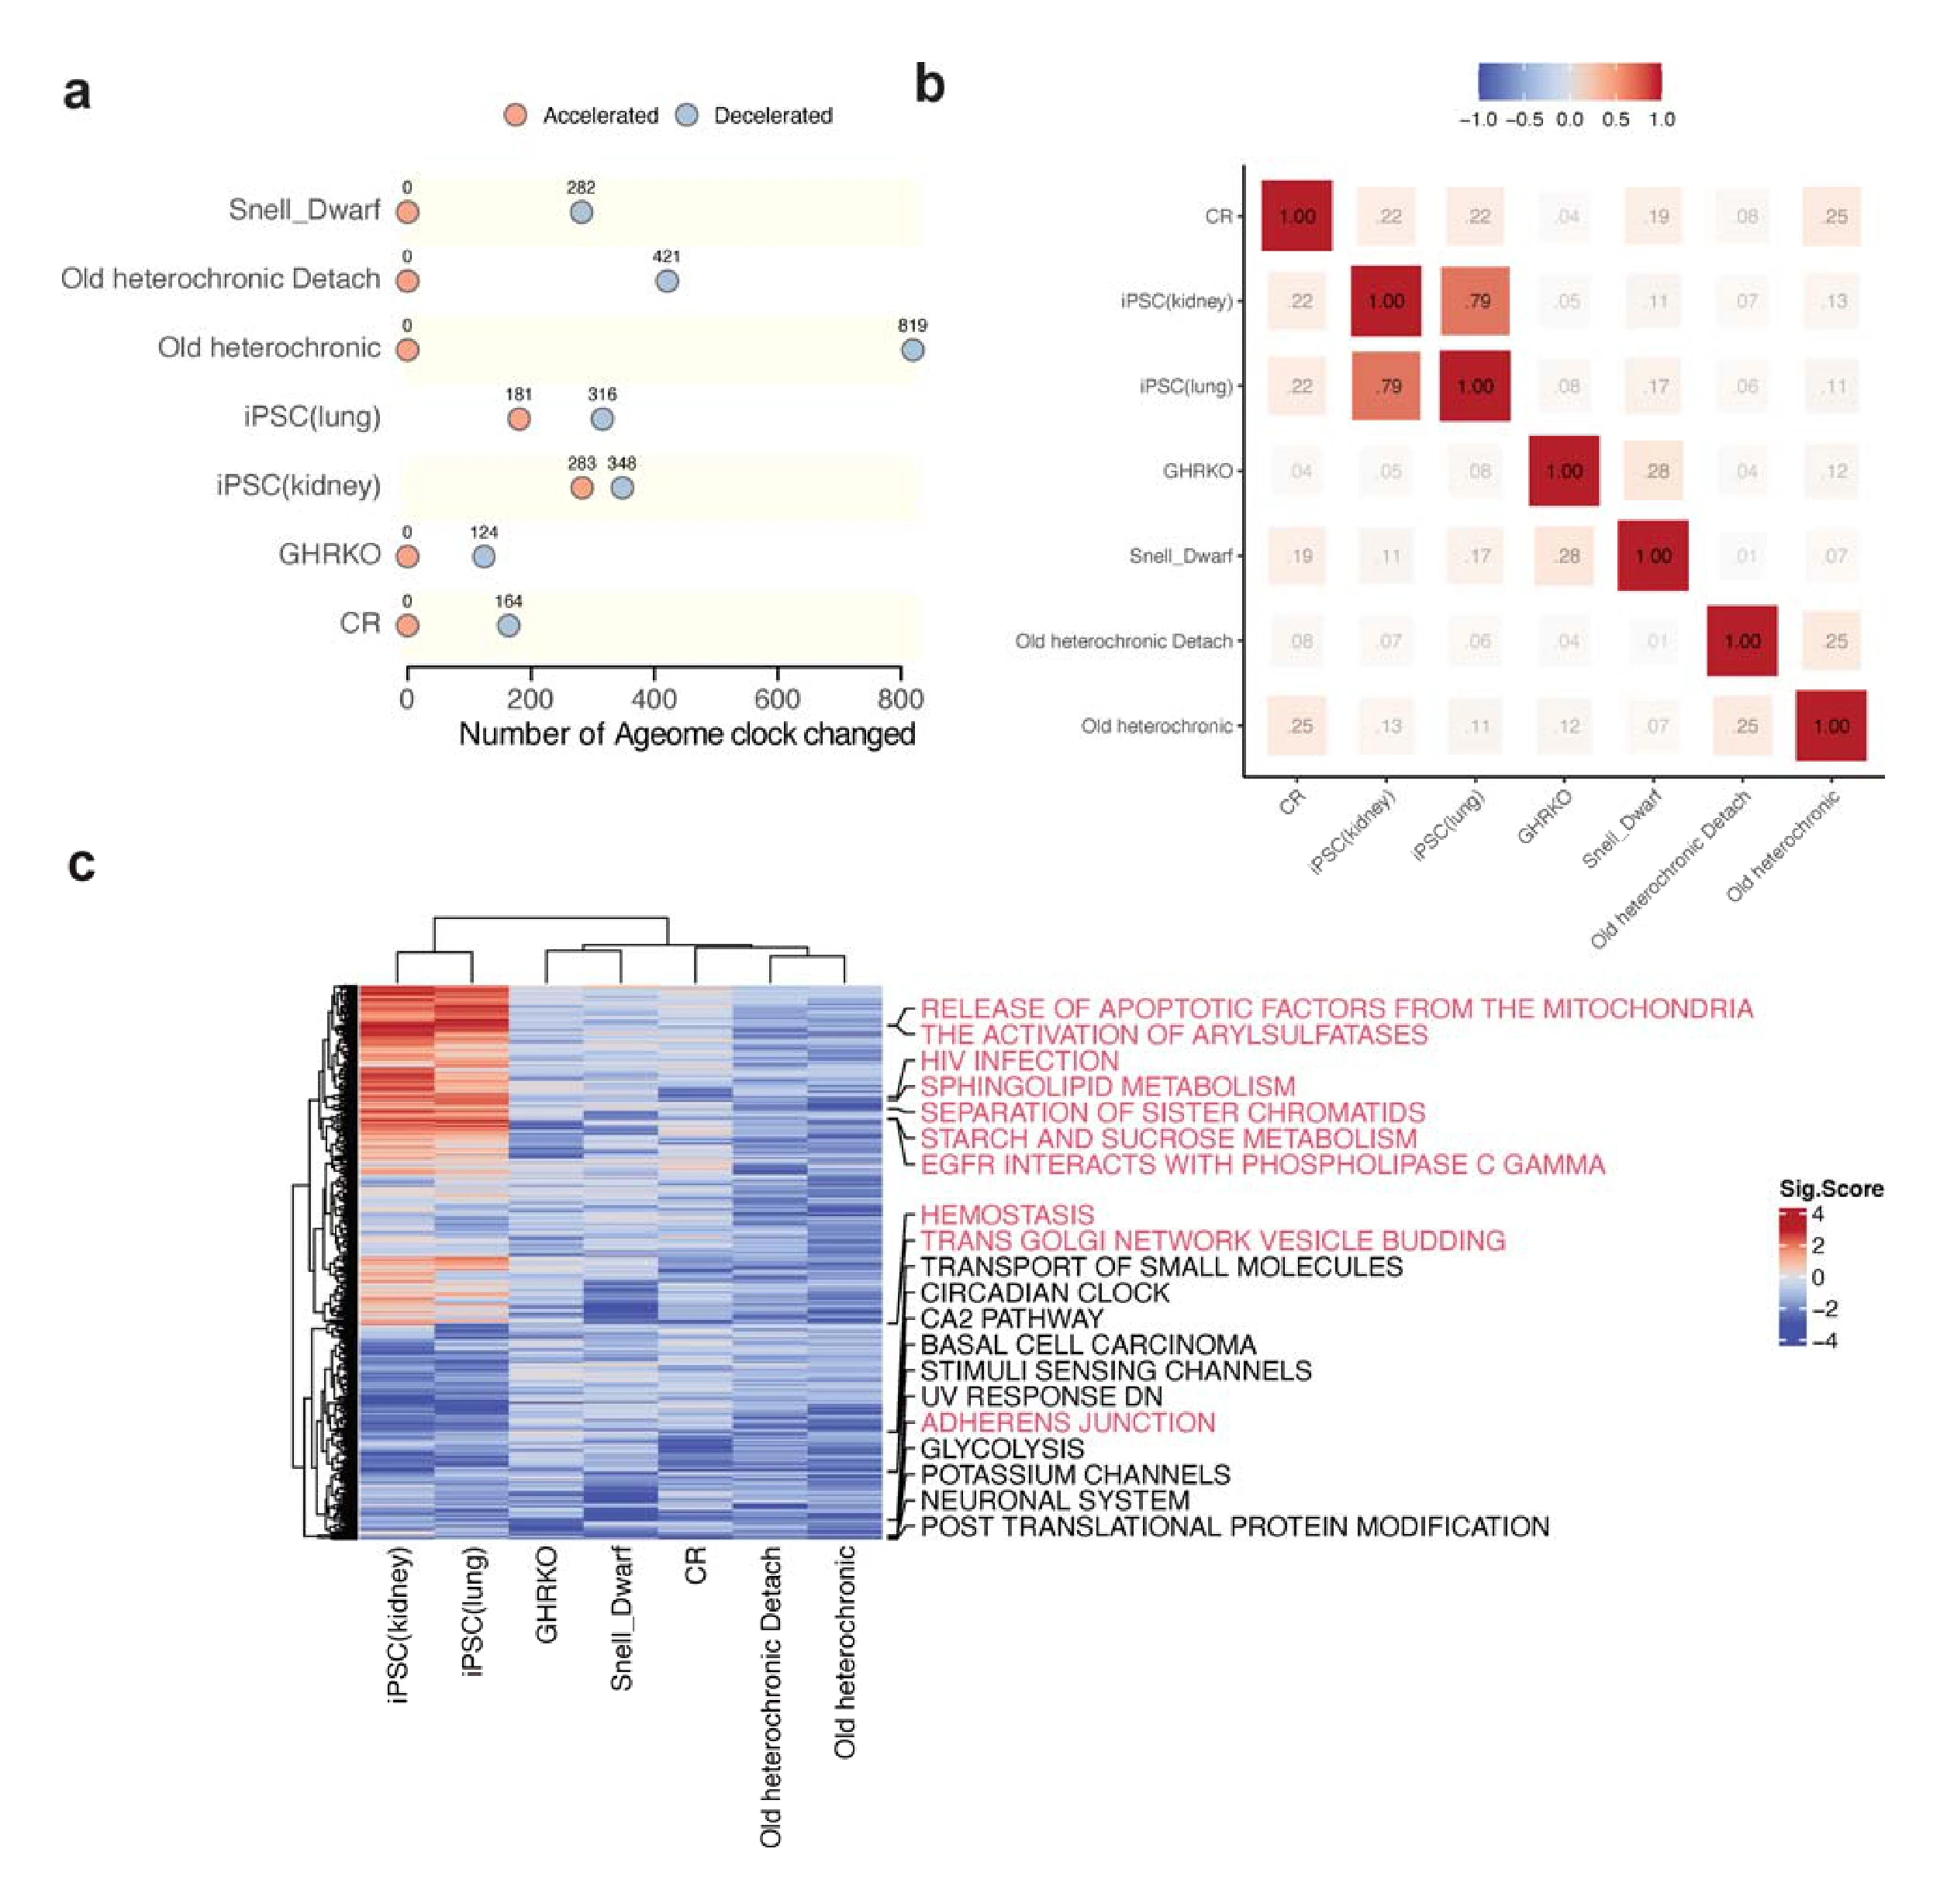 a
Accelerated Decelerated
Snell_Dwarf 0 282
Old heterochronic Detach 0 421
Old heterochronic 0 819
iPSC(lung) 181 316
iPSC(kidney) 283 348
GHRKO 0 124
CR 0 164
0 200 400 600 800
Number of Ageome clock changed
b
−1.0 −0.5 0.0 0.5 1.0
CR 1.00 .22 .22 .04 .19 .08 .25
iPSC(kidney) .22 1.00 .79 .05 .11 .07 .13
iPSC(lung) .22 .79 1.00 .08 .17 .06 .11
GHRKO .04 .05 .08 1.00 .28 .04 .12
Snell_Dwarf .19 .11 .17 .28 1.00 .01 .07
Old heterochronic Detach .08 .07 .06 .04 .01 1.00 .25
Old heterochronic .25 .13 .11 .12 .07 .25 1.00
CR
iPSC(kidney)
iPSC(lung)
GHRKO
Snell_Dwarf
Old heterochronic Detach
Old heterochronic
c
RELEASE OF APOPTOTIC FACTORS FROM THE MITOCHONDRIA
THE ACTIVATION OF ARYLSULFATASES
HIV INFECTION
SPHINGOLIPID METABOLISM
SEPARATION OF SISTER CHROMATIDS
STARCH AND SUCROSE METABOLISM
EGFR INTERACTS WITH PHOSPHOLIPASE C GAMMA
HEMOSTASIS
TRANS GOLGI NETWORK VESICLE BUDDING
TRANSPORT OF SMALL MOLECULES
CIRCADIAN CLOCK
CA2 PATHWAY
BASAL CELL CARCINOMA
STIMULI SENSING CHANNELS
UV RESPONSE DN
ADHERENS JUNCTION
GLYCOLYSIS
POTASSIUM CHANNELS
NEURONAL SYSTEM
POST TRANSLATIONAL PROTEIN MODIFICATION
Sig.Score
4
2
0
−2
−4
iPSC(kidney)
iPSC(lung)
GHRKO
Snell_Dwarf
CR
Old heterochronic Detach
Old heterochronic